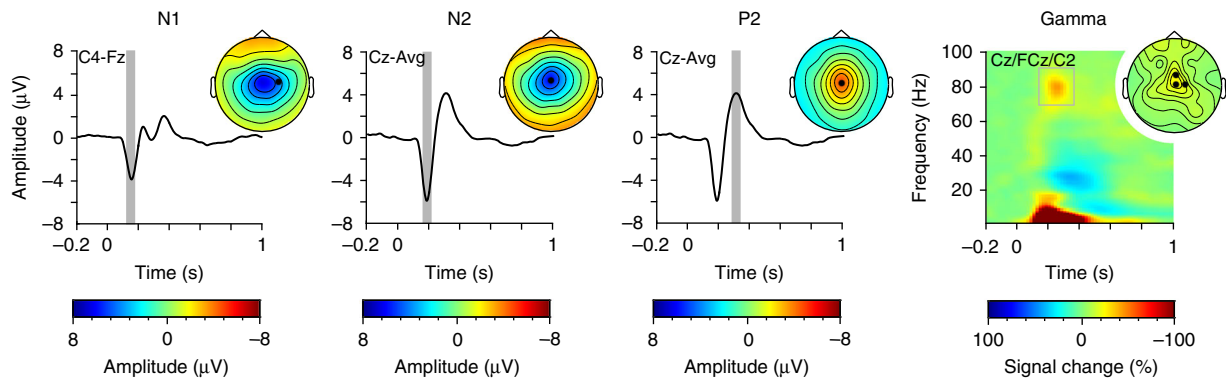 N1
N2
P2
Gamma
C4-Fz
Cz-Avg
Cz-Avg
Cz/FCz/C2
Amplitude (μV)
8
4
0
−4
−8
8
4
0
−4
−8
8
4
0
−4
−8
Frequency (Hz)
100
80
60
40
20
−0.2 0 1
−0.2 0 1
−0.2 0 1
−0.2 0 1
Time (s)
Time (s)
Time (s)
Time (s)
8 0 −8
8 0 −8
8 0 −8
100 0 −100
Amplitude (μV)
Amplitude (μV)
Amplitude (μV)
Signal change (%)